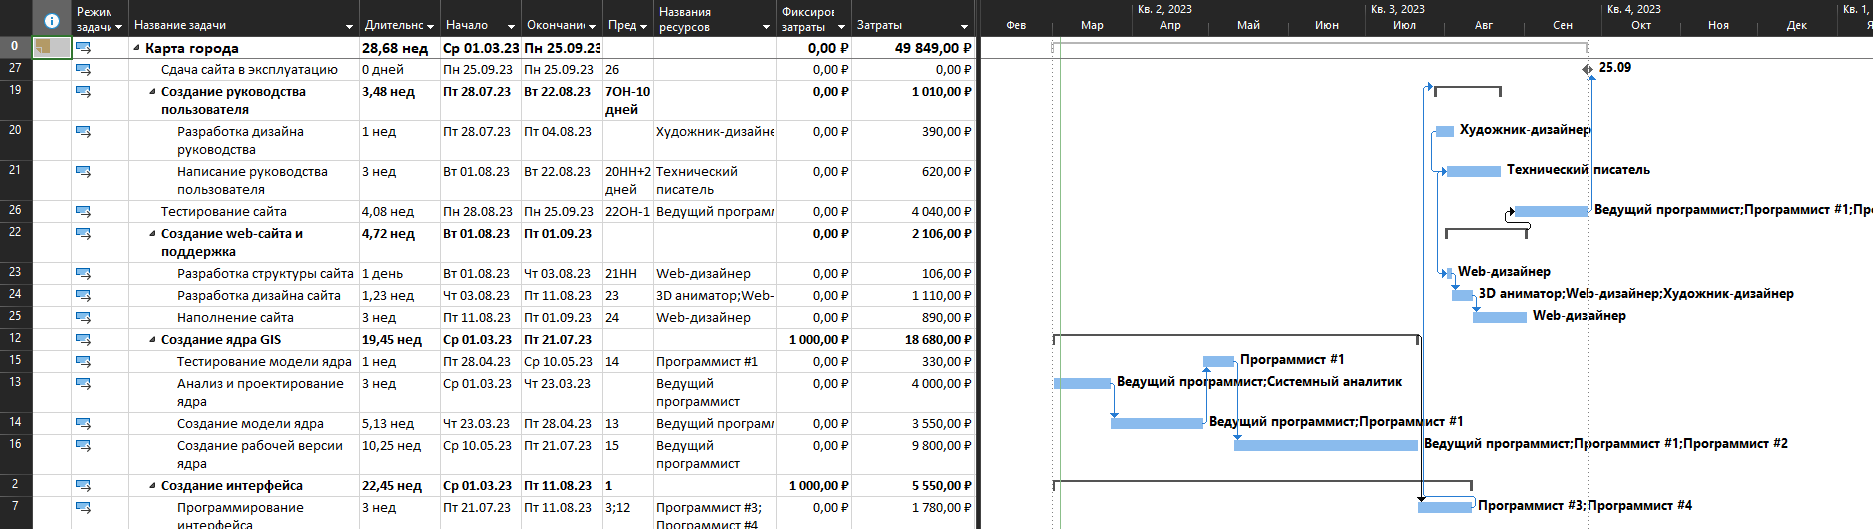 Режим задачи Название задачи Длительнс Начало Окончание Пред Названия ресурсов Фиксиров затраты Затраты
Кв. 2, 2023 Кв. 3, 2023 Кв. 4, 2023 Кв. 1,
Фев Мар Апр Май Июн Июл Авг Сен Окт Ноя Дек
0 Карта города 28,68 нед Ср 01.03.23 Пн 25.09.23 0,00 ₽ 49 849,00 ₽
27 Сдача сайта в эксплуатацию 0 дней Пн 25.09.23 Пн 25.09.23 26 0,00 ₽ 0,00 ₽ 25.09
19 Создание руководства 3,48 нед Пт 28.07.23 Вт 22.08.23 7ОН-10 0,00 ₽ 1 010,00 ₽
пользователя дней
20 Разработка дизайна 1 нед Пт 28.07.23 Пт 04.08.23 Художник-дизайне 0,00 ₽ 390,00 ₽ Художник-дизайнер
руководства
21 Написание руководства 3 нед Вт 01.08.23 Вт 22.08.23 20НН+2 Технический 0,00 ₽ 620,00 ₽ Технический писатель
пользователя дней писатель
26 Тестирование сайта 4,08 нед Пн 28.08.23 Пн 25.09.23 22ОН-1 Ведущий програм 0,00 ₽ 4 040,00 ₽ Ведущий программист;Программист #1;Про
22 Создание web-сайта и 4,72 нед Вт 01.08.23 Пт 01.09.23 0,00 ₽ 2 106,00 ₽
поддержка
23 Разработка структуры сайта 1 день Вт 01.08.23 Чт 03.08.23 21НН Web-дизайнер 0,00 ₽ 106,00 ₽ Web-дизайнер
24 Разработка дизайна сайта 1,23 нед Чт 03.08.23 Пт 11.08.23 23 3D аниматор;Web- 0,00 ₽ 1 110,00 ₽ 3D аниматор;Web-дизайнер;Художник-дизайнер
25 Наполнение сайта 3 нед Пт 11.08.23 Пт 01.09.23 24 Web-дизайнер 0,00 ₽ 890,00 ₽ Web-дизайнер
12 Создание ядра GIS 19,45 нед Ср 01.03.23 Пт 21.07.23 1 000,00 ₽ 18 680,00 ₽
15 Тестирование модели ядра 1 нед Пт 28.04.23 Ср 10.05.23 14 Программист #1 0,00 ₽ 330,00 ₽ Программист #1
13 Анализ и проектирование 3 нед Ср 01.03.23 Чт 23.03.23 Ведущий 0,00 ₽ 4 000,00 ₽ Ведущий программист;Системный аналитик
ядра программист
14 Создание модели ядра 5,13 нед Чт 23.03.23 Пт 28.04.23 13 Ведущий програм 0,00 ₽ 3 550,00 ₽ Ведущий программист;Программист #1
16 Создание рабочей версии 10,25 нед Ср 10.05.23 Пт 21.07.23 15 Ведущий 0,00 ₽ 9 800,00 ₽ Ведущий программист;Программист #1;Программист #2
ядра программист
2 Создание интерфейса 22,45 нед Ср 01.03.23 Пт 11.08.23 1 1 000,00 ₽ 5 550,00 ₽
7 Программирование 3 нед Пт 21.07.23 Пт 11.08.23 3;12 Программист #3; 0,00 ₽ 1 780,00 ₽ Программист #3;Программист #4
интерфейса Программист #4